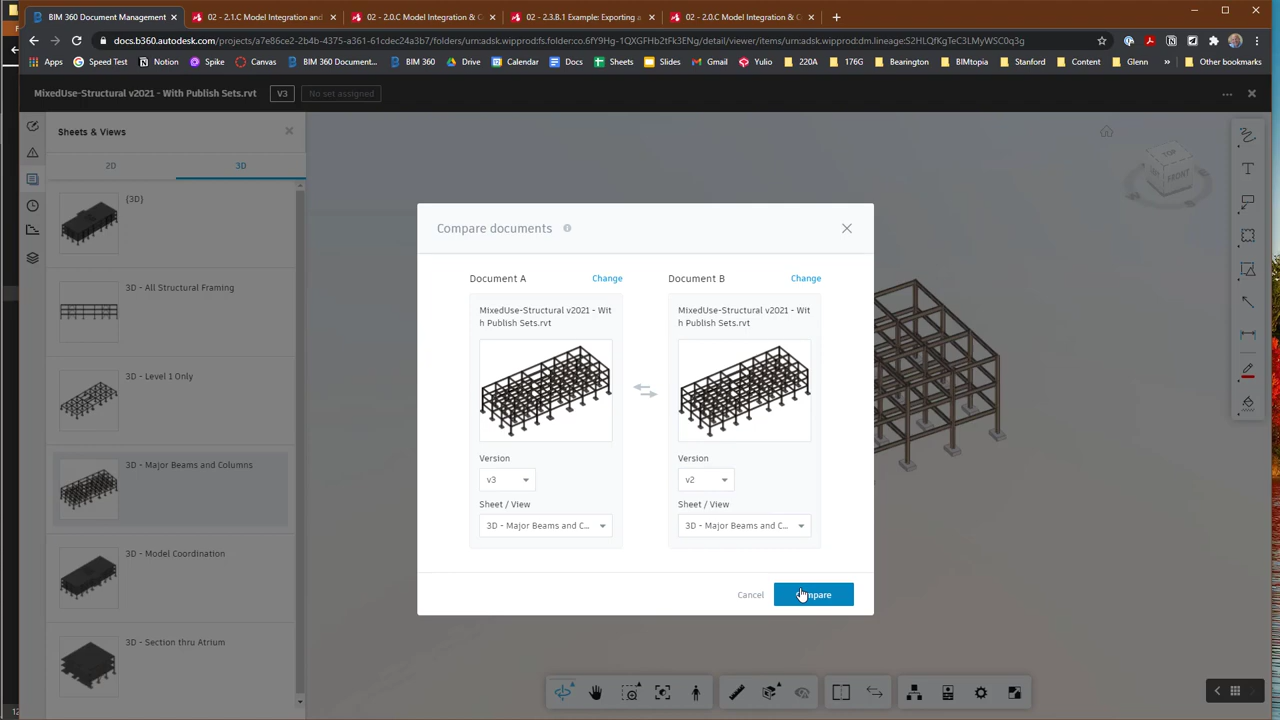 BIM 360 Document Management
02 - 2.1.C Model Integration and
02 - 2.0.C Model Integration & C
02 - 2.3.B.1 Example: Exporting a
02 - 2.0.C Model Integration & C
docs.b360.autodesk.com/projects/a7e86ce2-2b4b-4375-a361-61cdec24a3b7/folders/urn:adsk.wipprod:fs.folder:co.6fY9Hg-1QXGFHb2tFk3ENg/detail/viewer/items/urn:adsk.wipprod:dm.lineage:S2HLQfKgTeC3LMyWSC0q3g
Apps Speed Test Notion Spike Canva BIM 360 Document... BIM 360 Drive Calendar Docs Sheets Slides Gmail Yulio 220A 176G Bearington BIMtopia Stanford Content Glenn » Other bookmarks
MixedUse-Structural v2021 - With Publish Sets.rvt V3 No set assigned
Sheets & Views
2D 3D
{3D}
3D - All Structural Framing
3D - Level 1 Only
3D - Major Beams and Columns
3D - Model Coordination
3D - Section thru Atrium
TOP
FRONT
Compare documents
Document A Change
MixedUse-Structural v2021 - Wit
h Publish Sets.rvt
Version
v3
Sheet / View
3D - Major Beams and C...
Document B Change
MixedUse-Structural v2021 - Wit
h Publish Sets.rvt
Version
v2
Sheet / View
3D - Major Beams and C...
Cancel Compare